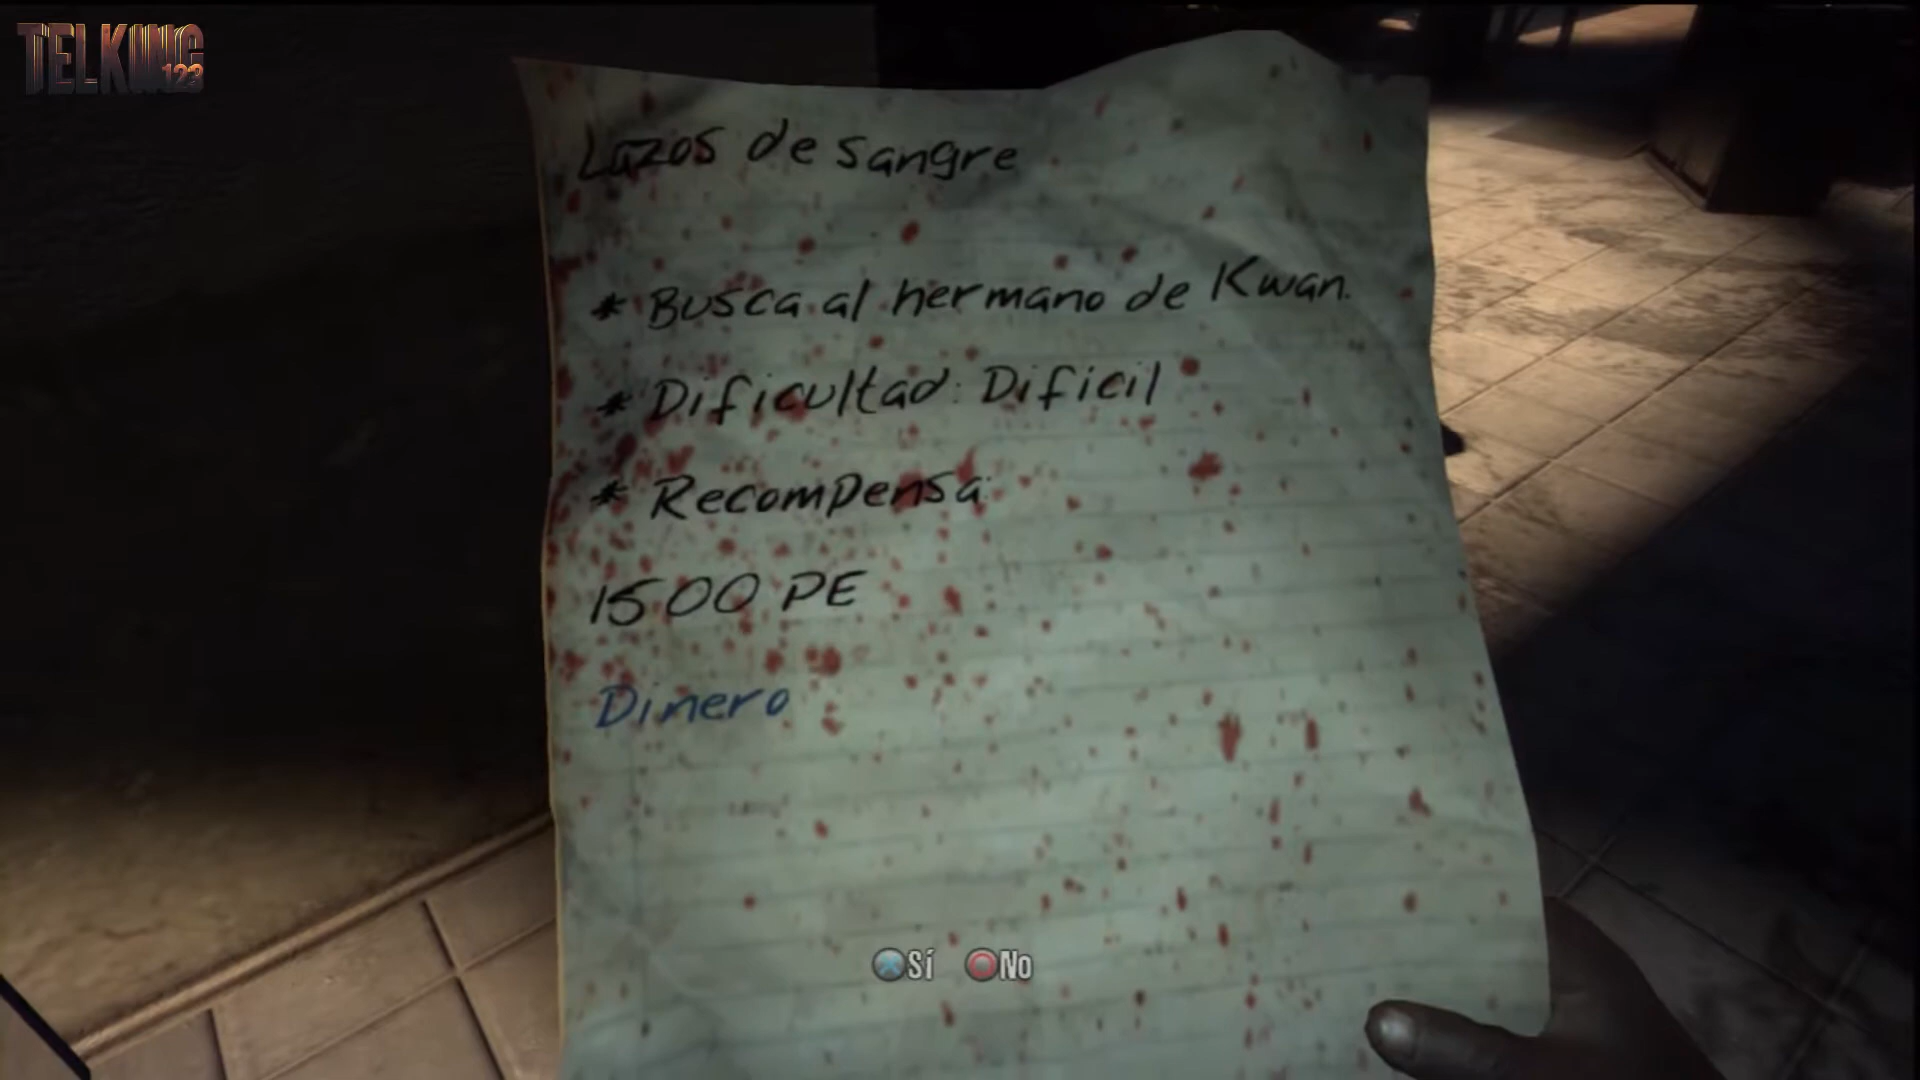 TELKING
123
Lazos de sangre
* Busca al hermano de Kwan.
* Dificultad: Dificil
* Recompensa:
1500 PE
Dinero
Sí No